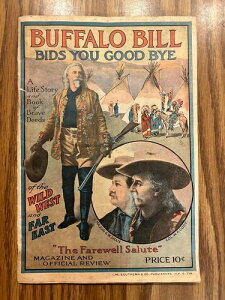 BUFFALO BILL
BIDS YOU GOOD BYE
A
Life Story
and
Book of
Brave
Deeds
of the
WILD
WEST
and
FAR
EAST
"The Farewell Salute"
MAGAZINE AND
OFFICIAL REVIEW
PRICE 10¢